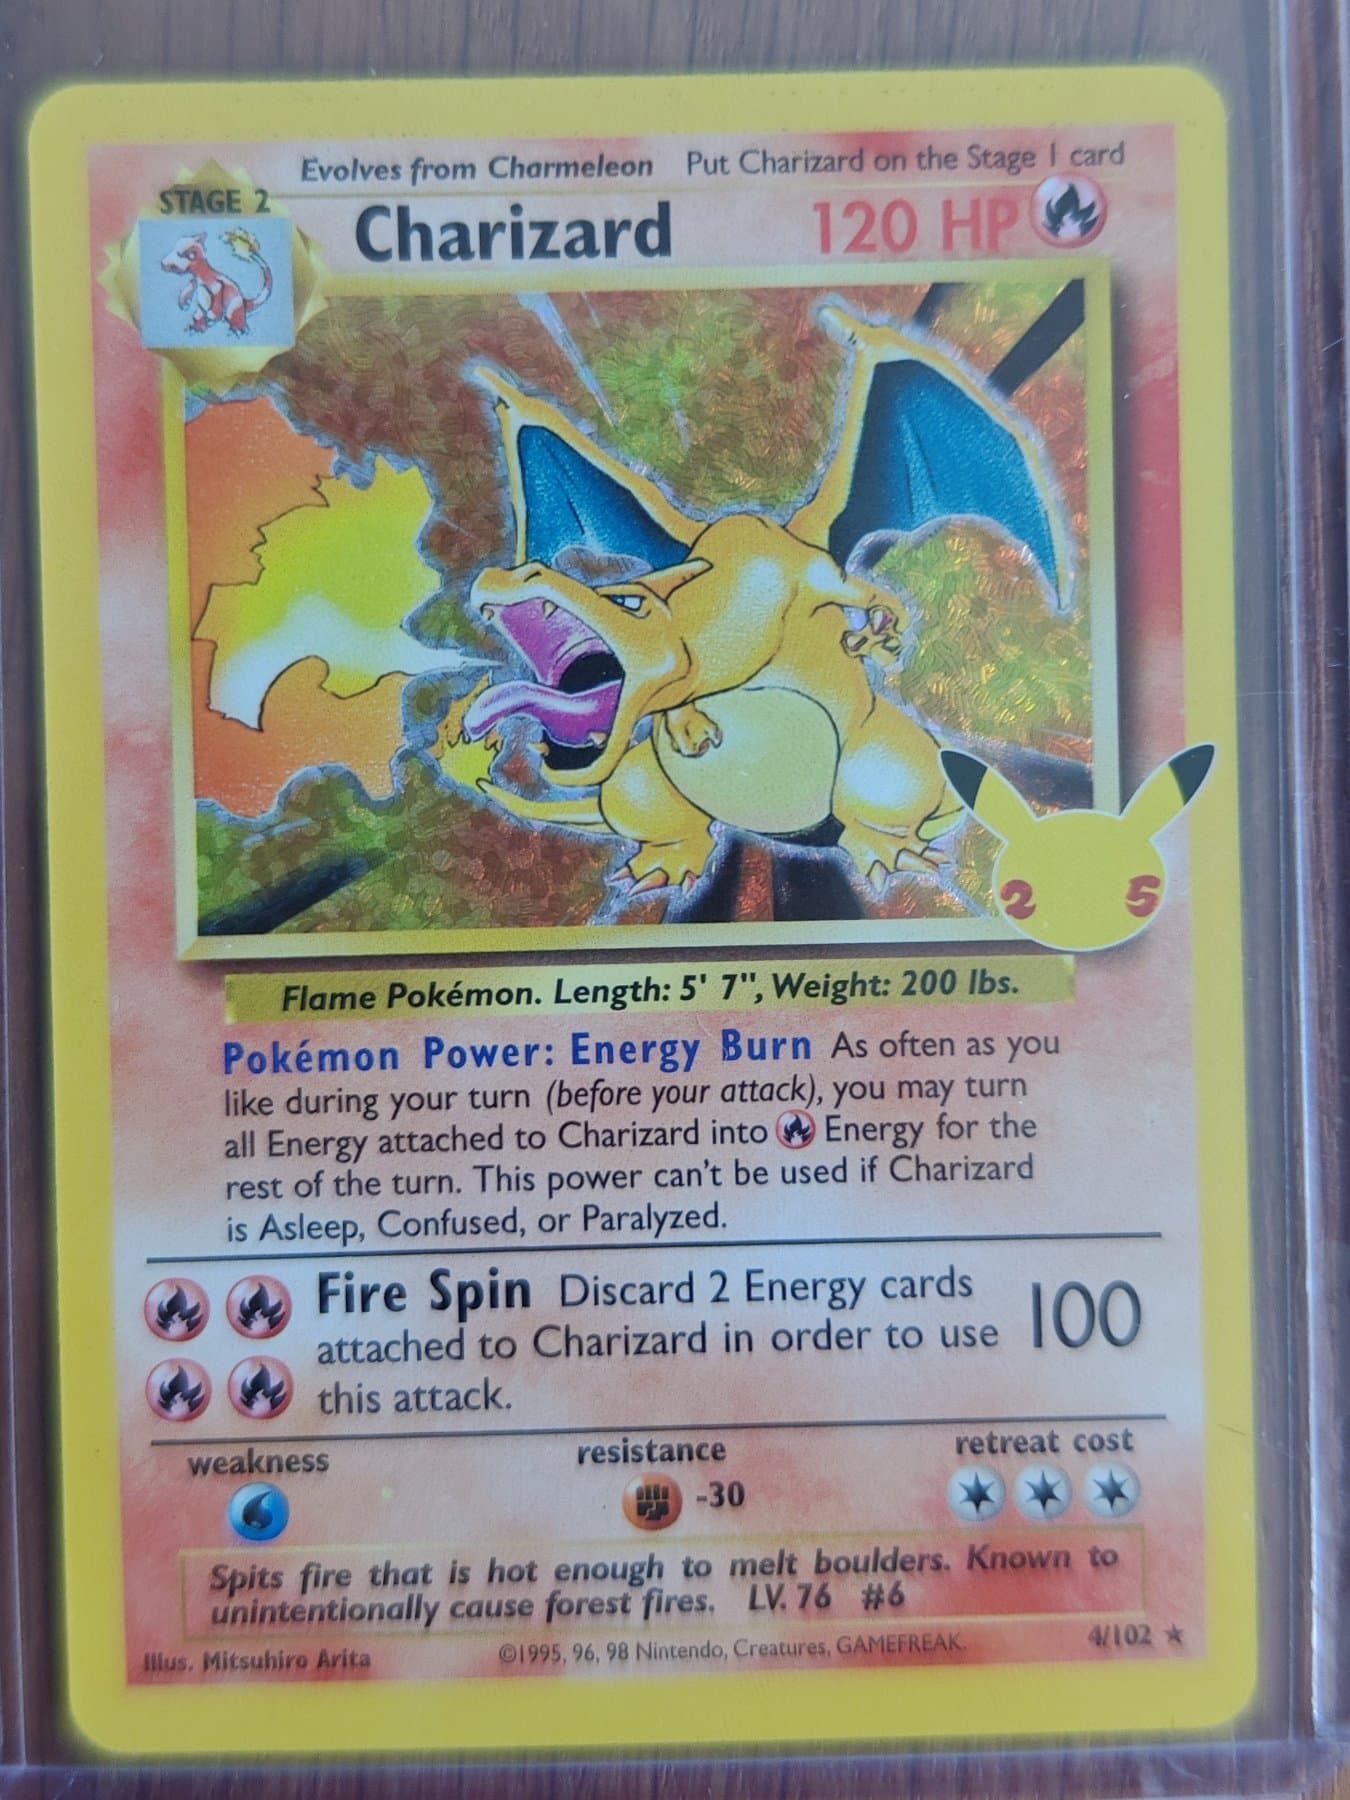 Evolves from Charmeleon Put Charizard on the Stage 1 card
STAGE 2
Charizard 120 HP
2 5
Flame Pokémon. Length: 5' 7", Weight: 200 lbs.
Pokémon Power: Energy Burn As often as you
like during your turn (before your attack), you may turn
all Energy attached to Charizard into Energy for the
rest of the turn. This power can't be used if Charizard
is Asleep, Confused, or Paralyzed.
Fire Spin Discard 2 Energy cards
attached to Charizard in order to use 100
this attack.
weakness resistance retreat cost
-30
Spits fire that is hot enough to melt boulders. Known to
unintentionally cause forest fires. LV. 76 #6
Illus. Mitsuhiro Arita ©1995, 96, 98 Nintendo, Creatures, GAMEFREAK. 4/102 ★